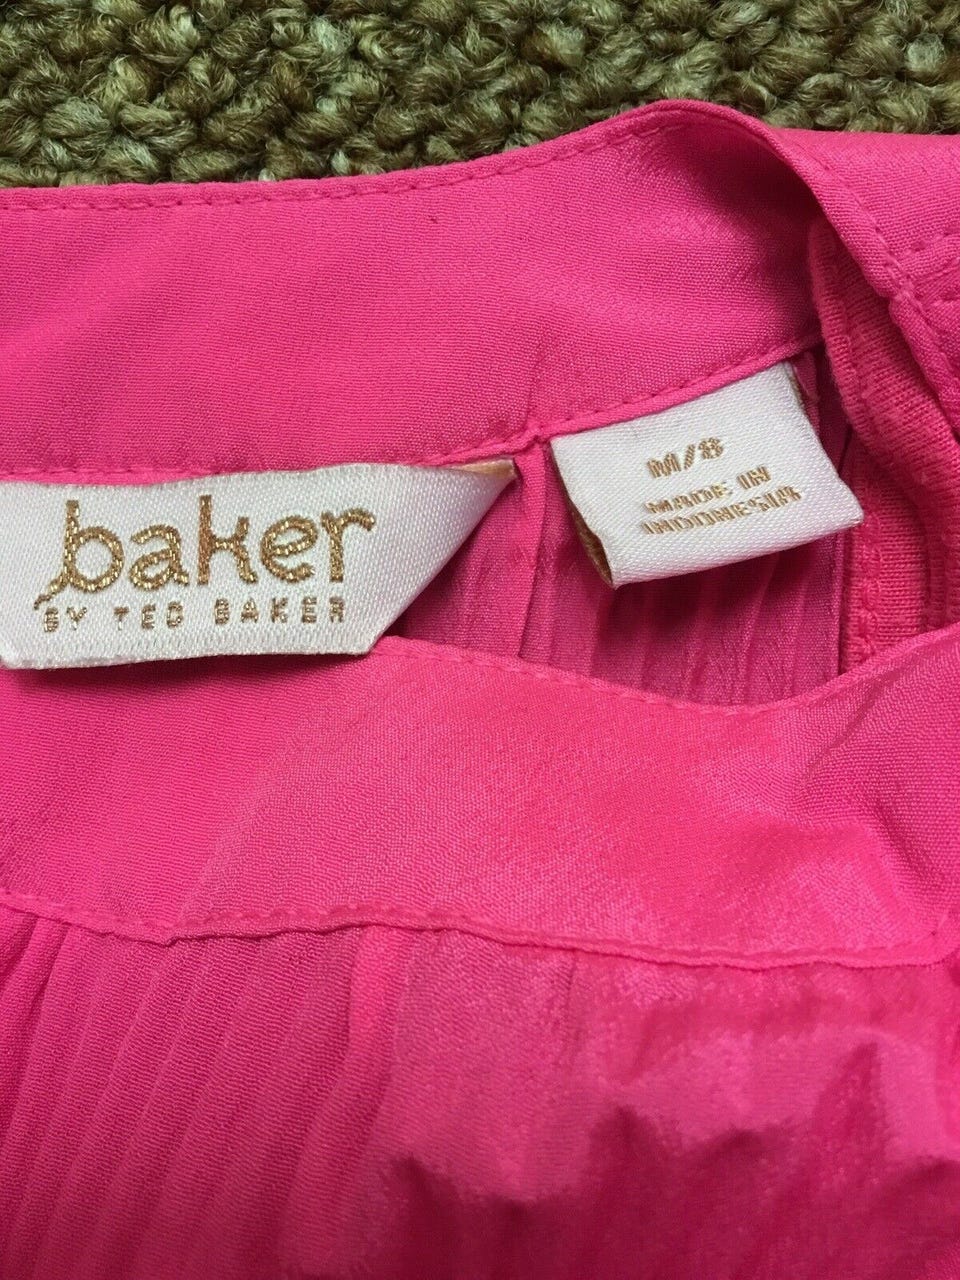 baker
BY TED BAKER
M/8
MADE IN
INDONESIA